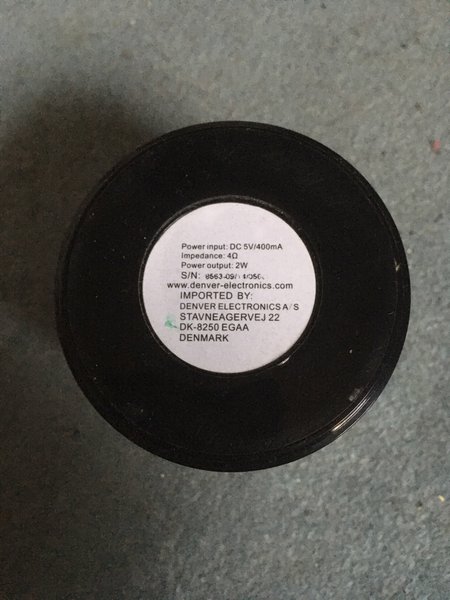 Power input: DC 5V/400mA
Impedance: 4Ω
Power output: 2W
S/N:
www.denver-electronics.com
IMPORTED BY:
DENVER ELECTRONICS A/S
STAVNEAGERVEJ 22
DK-8250 EGAA
DENMARK